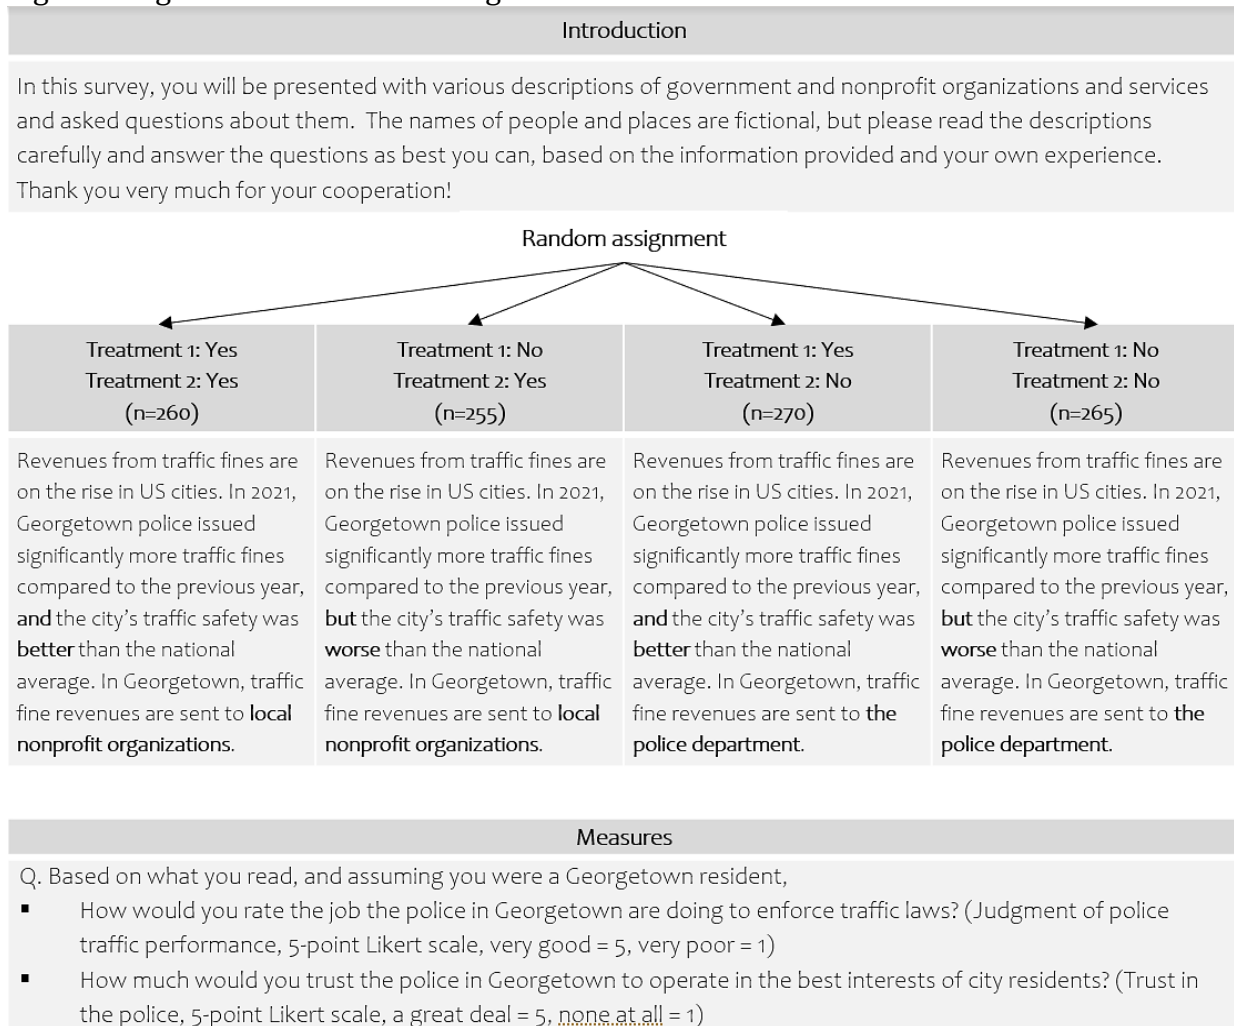 Introduction
In this survey, you will be presented with various descriptions of government and nonprofit organizations and services
and asked questions about them. The names of people and places are fictional, but please read the descriptions
carefully and answer the questions as best you can, based on the information provided and your own experience.
Thank you very much for your cooperation!
Random assignment
Treatment 1: Yes
Treatment 2: Yes
(n=260)
Revenues from traffic fines are
on the rise in US cities. In 2021,
Georgetown police issued
significantly more traffic fines
compared to the previous year,
and the city's traffic safety was
better than the national
average. In Georgetown, traffic
fine revenues are sent to local
nonprofit organizations.
Treatment 1: No
Treatment 2: Yes
(n=255)
Revenues from traffic fines are
on the rise in US cities. In 2021,
Georgetown police issued
significantly more traffic fines
compared to the previous year,
but the city's traffic safety was
worse than the national
average. In Georgetown, traffic
fine revenues are sent to local
nonprofit organizations.
Treatment 1: Yes
Treatment 2: No
(n=270)
Revenues from traffic fines are
on the rise in US cities. In 2021,
Georgetown police issued
significantly more traffic fines
compared to the previous year,
and the city's traffic safety was
better than the national
average. In Georgetown, traffic
fine revenues are sent to the
police department.
Treatment 1: No
Treatment 2: No
(n=265)
Revenues from traffic fines are
on the rise in US cities. In 2021,
Georgetown police issued
significantly more traffic fines
compared to the previous year,
but the city's traffic safety was
worse than the national
average. In Georgetown, traffic
fine revenues are sent to the
police department.
Measures
Q. Based on what you read, and assuming you were a Georgetown resident,
▪ How would you rate the job the police in Georgetown are doing to enforce traffic laws? (Judgment of police
traffic performance, 5-point Likert scale, very good = 5, very poor = 1)
▪ How much would you trust the police in Georgetown to operate in the best interests of city residents? (Trust in
the police, 5-point Likert scale, a great deal = 5, none at all = 1)